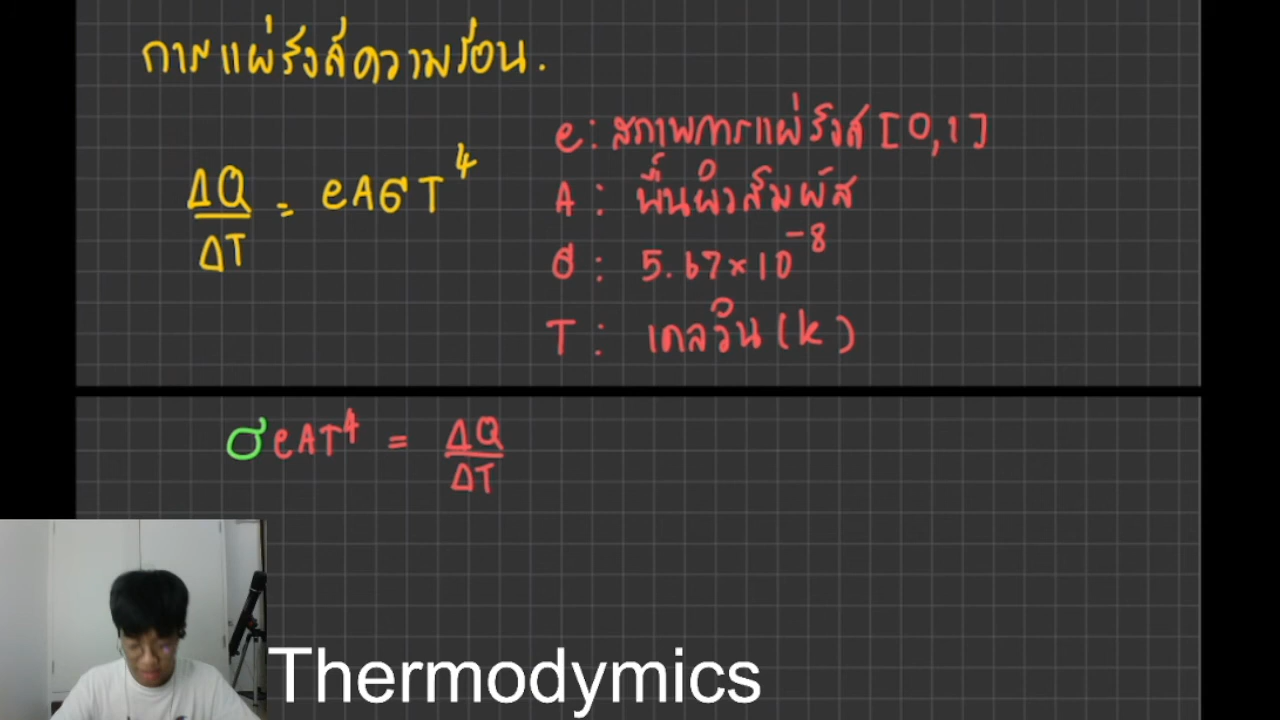 การแผ่รังสีความร้อน.
ΔQ/ΔT = eAσT⁴
e : สภาพการแผ่รังสี [0,1]
A : พื้นผิวสัมผัส
σ : 5.67×10⁻⁸
T : เคลวิน (k)
σeAT⁴ = ΔQ/ΔT
Thermodymics